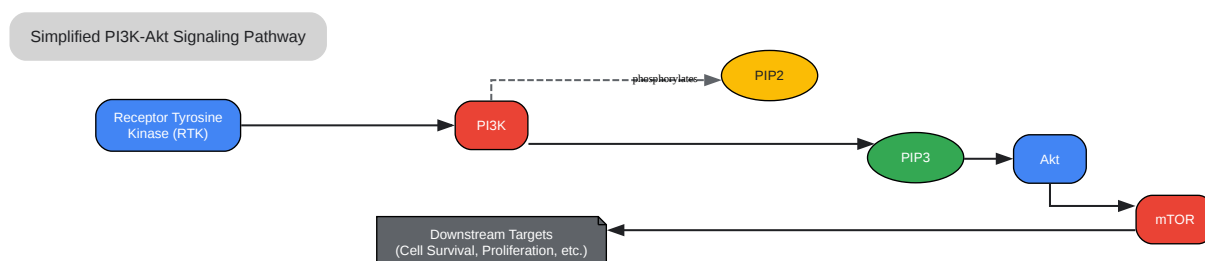 Simplified PI3K-Akt Signaling Pathway
PIP2
phosphorylates
Receptor Tyrosine
Kinase (RTK)
PI3K
PIP3
Akt
mTOR
Downstream Targets
(Cell Survival, Proliferation, etc.)